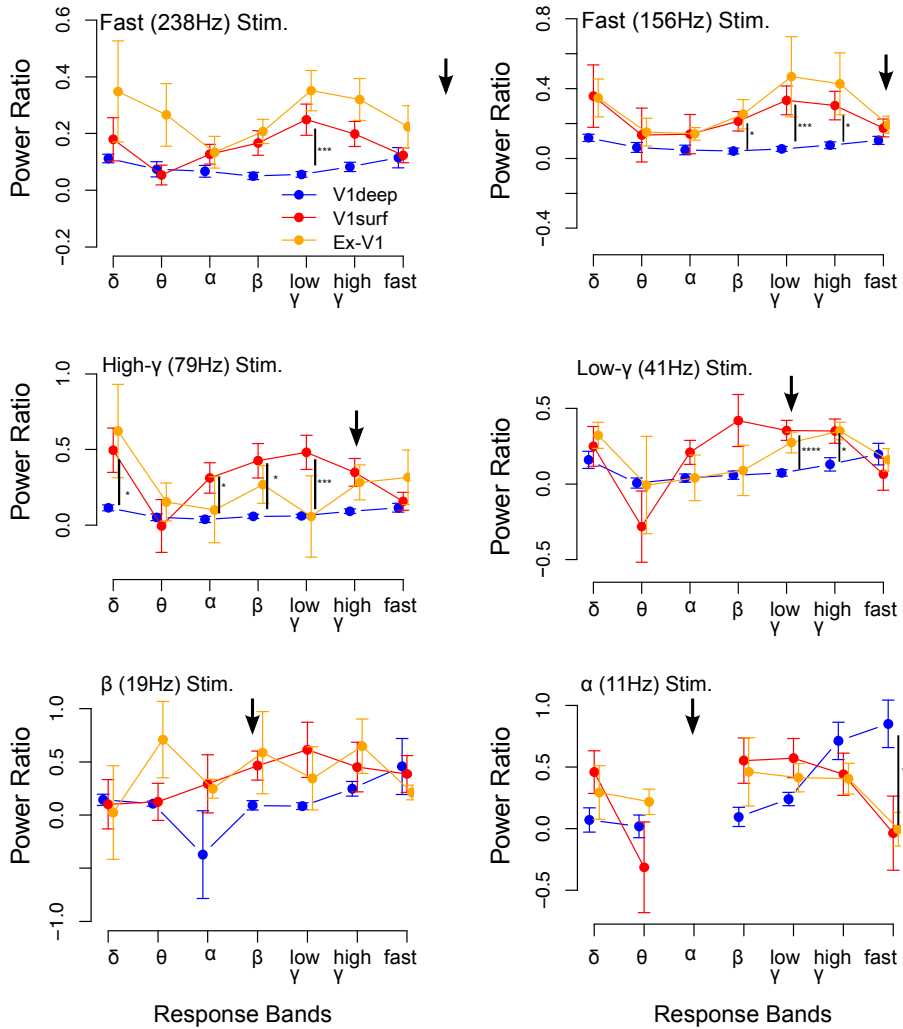 Fast (238Hz) Stim.
Power Ratio
0.6
0.4
0.2
0.0
−0.2
***
V1deep
V1surf
Ex-V1
δ θ α β low γ high γ fast
Fast (156Hz) Stim.
Power Ratio
0.8
0.4
0.0
−0.4
* *** *
δ θ α β low γ high γ fast
High-γ (79Hz) Stim.
Power Ratio
1.0
0.5
0.0
* * * ***
δ θ α β low γ high γ fast
Low-γ (41Hz) Stim.
Power Ratio
0.5
0.0
−0.5
**** *
δ θ α β low γ high γ fast
β (19Hz) Stim.
Power Ratio
1.0
0.5
0.0
−1.0
δ θ α β low γ high γ fast
Response Bands
α (11Hz) Stim.
Power Ratio
1.0
0.5
0.0
−0.5
δ θ α β low γ high γ fast
Response Bands